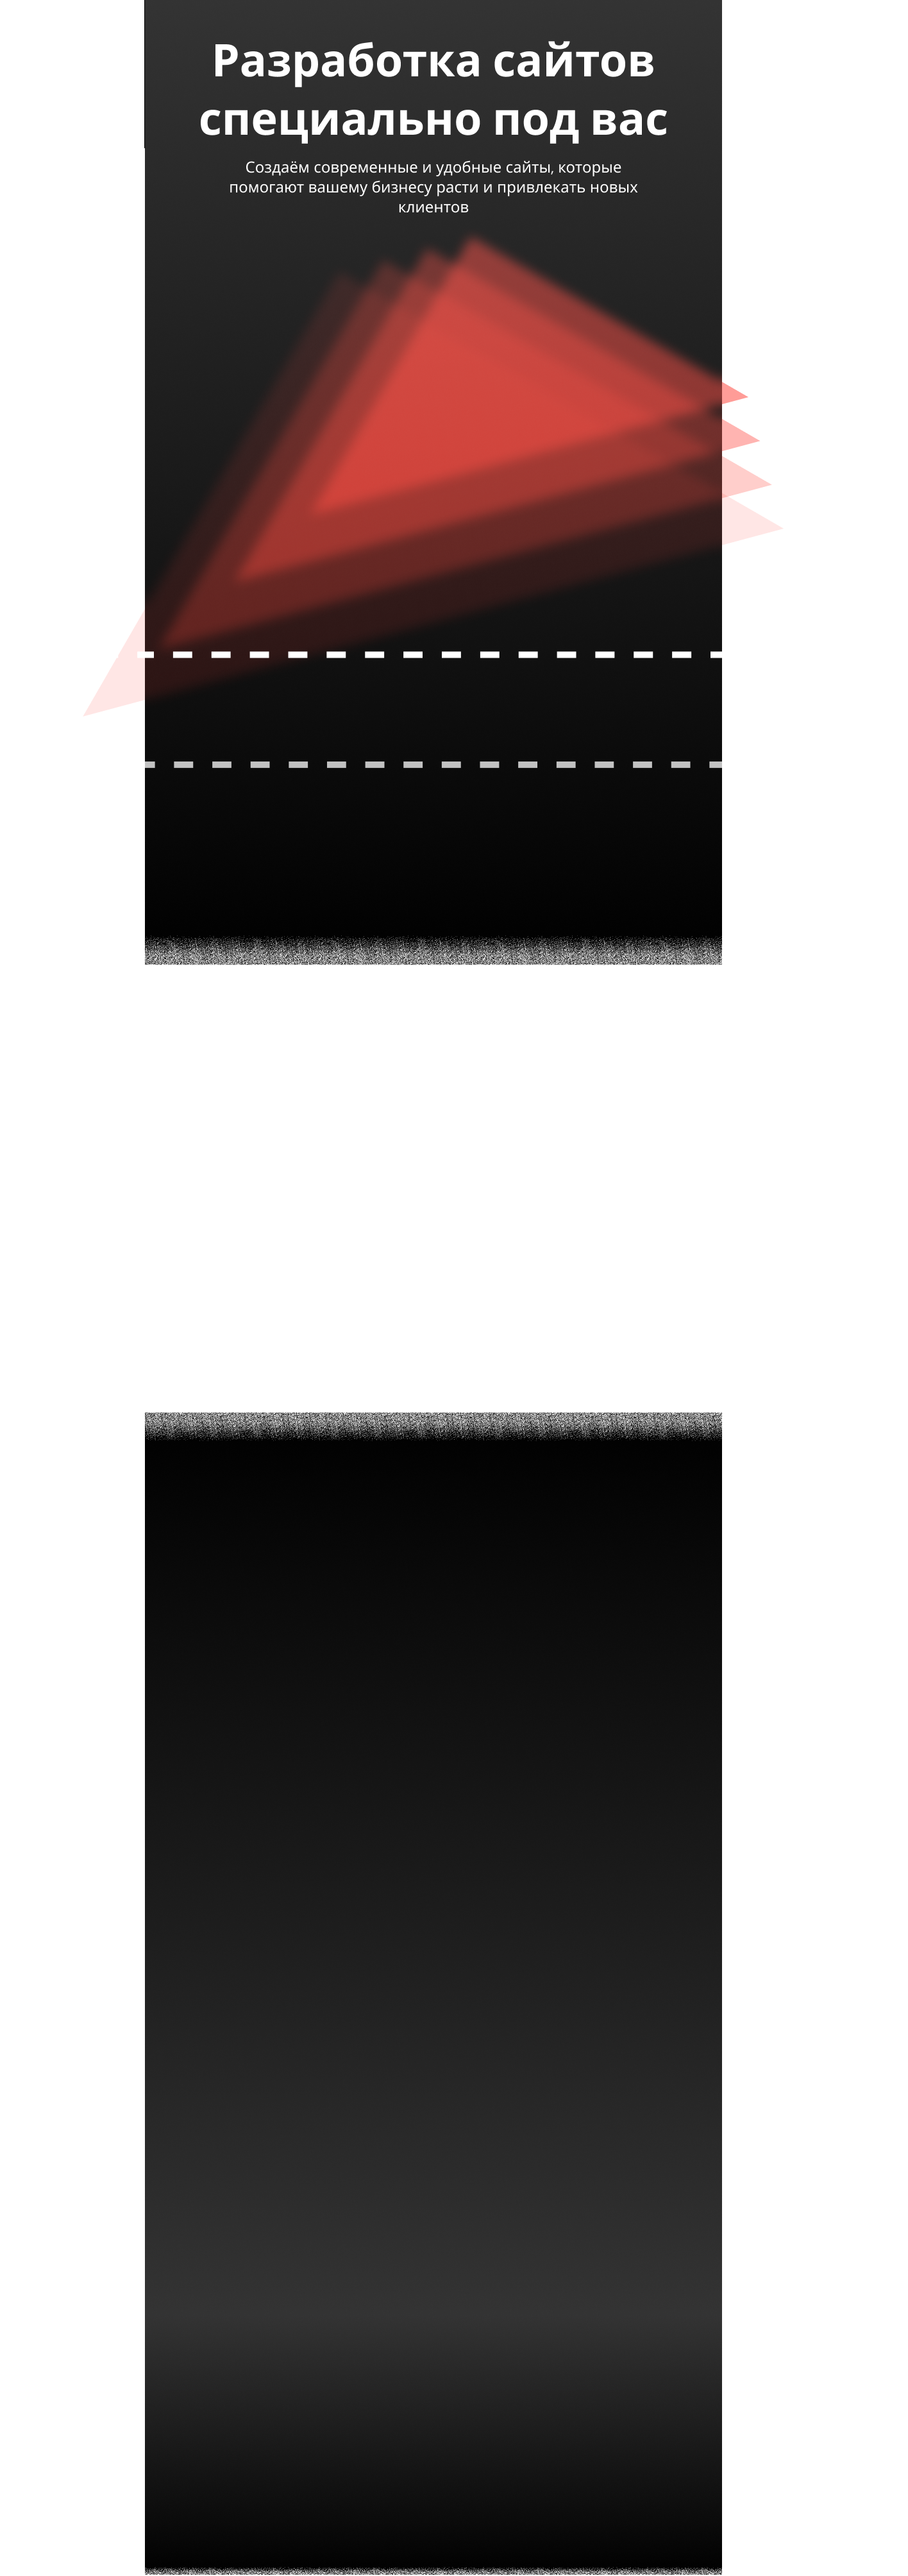 Разработка сайтов
специально под вас
Создаём современные и удобные сайты, которые
помогают вашему бизнесу расти и привлекать новых
клиентов